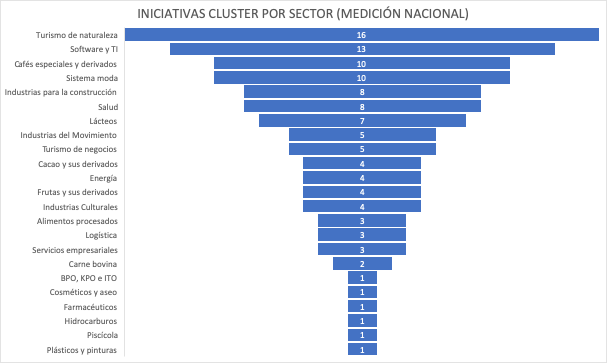 INICIATIVAS CLUSTER POR SECTOR (MEDICIÓN NACIONAL)
Turismo de naturaleza 16
Software y TI 13
Cafés especiales y derivados 10
Sistema moda 10
Industrias para la construcción 8
Salud 8
Lácteos 7
Industrias del Movimiento 5
Turismo de negocios 5
Cacao y sus derivados 4
Energía 4
Frutas y sus derivados 4
Industrias Culturales 4
Alimentos procesados 3
Logística 3
Servicios empresariales 3
Carne bovina 2
BPO, KPO e ITO 1
Cosméticos y aseo 1
Farmacéuticos 1
Hidrocarburos 1
Piscícola 1
Plásticos y pinturas 1